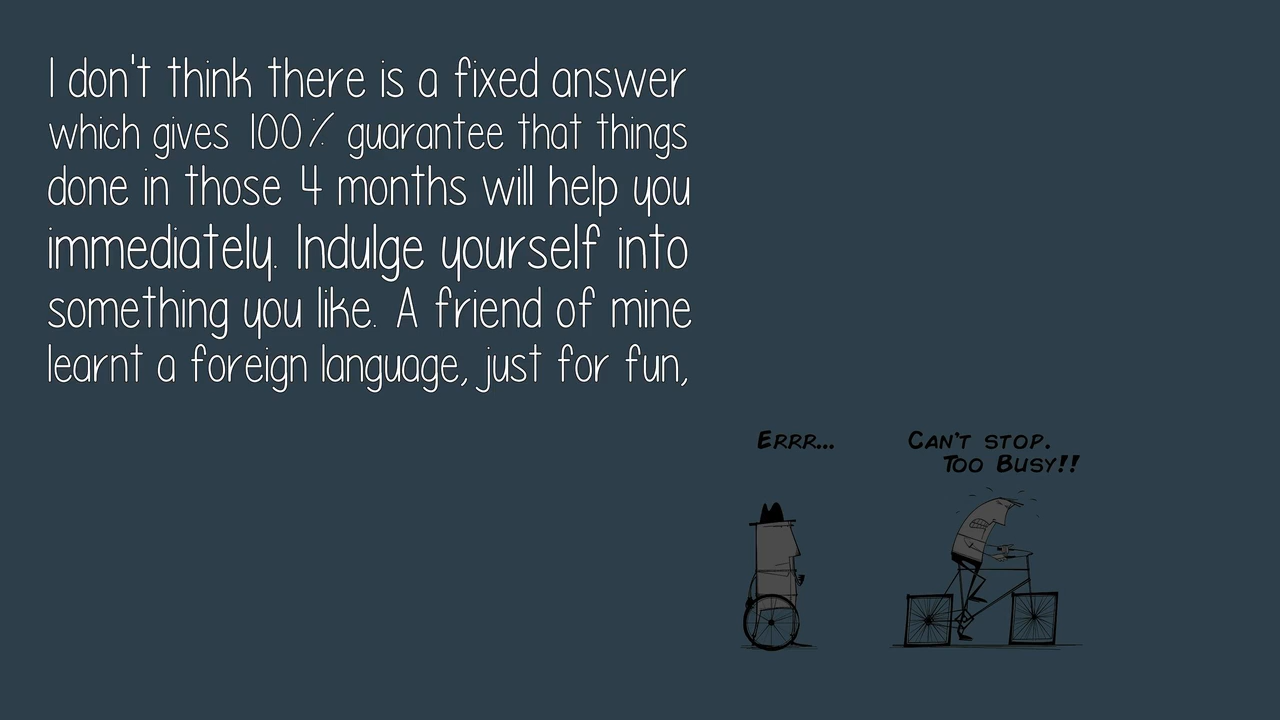 I don't think there is a fixed answer
which gives 100% guarantee that things
done in those 4 months will help you
immediately. Indulge yourself into
something you like. A friend of mine
learnt a foreign language, just for fun,
ERRR...
CAN'T STOP.
TOO BUSY!!